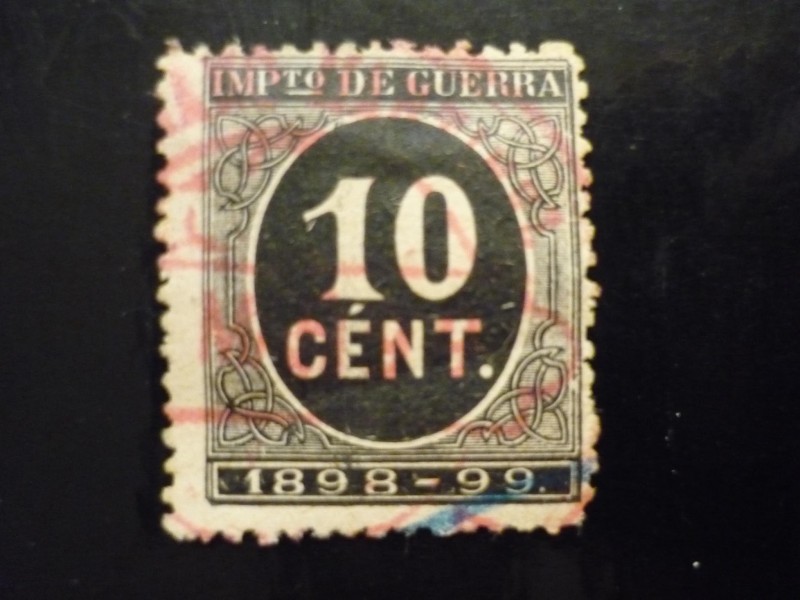 IMPTO DE GUERRA
10
CÉNT.
1898-99.